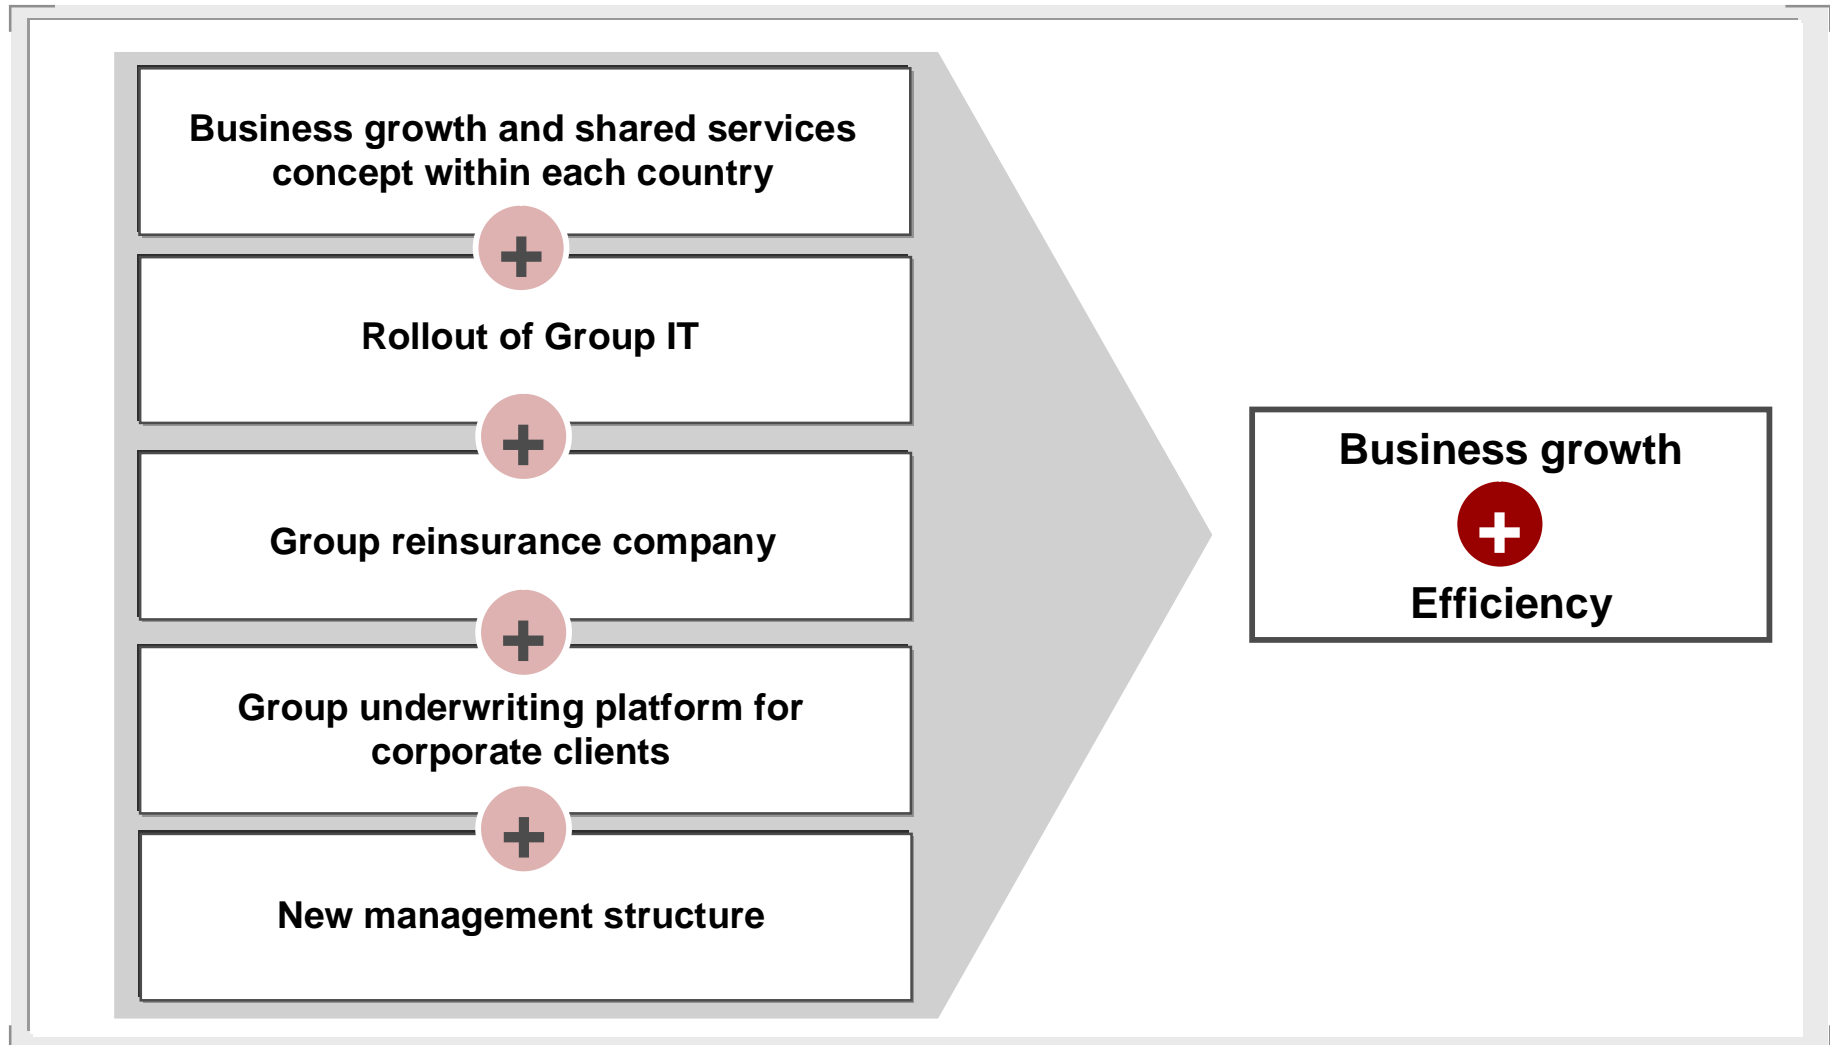 Business growth and shared services
concept within each country
+
Rollout of Group IT
+
Group reinsurance company
+
Group underwriting platform for
corporate clients
+
New management structure
Business growth
+
Efficiency